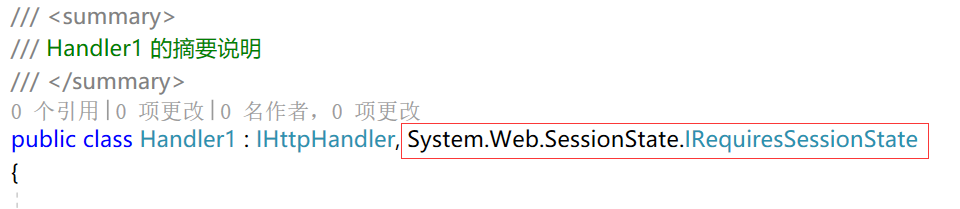 /// <summary>
/// Handler1 的摘要说明
/// </summary>
0 个引用|0 项更改|0 名作者，0 项更改
public class Handler1 : IHttpHandler,System.Web.SessionState.IRequiresSessionState
{